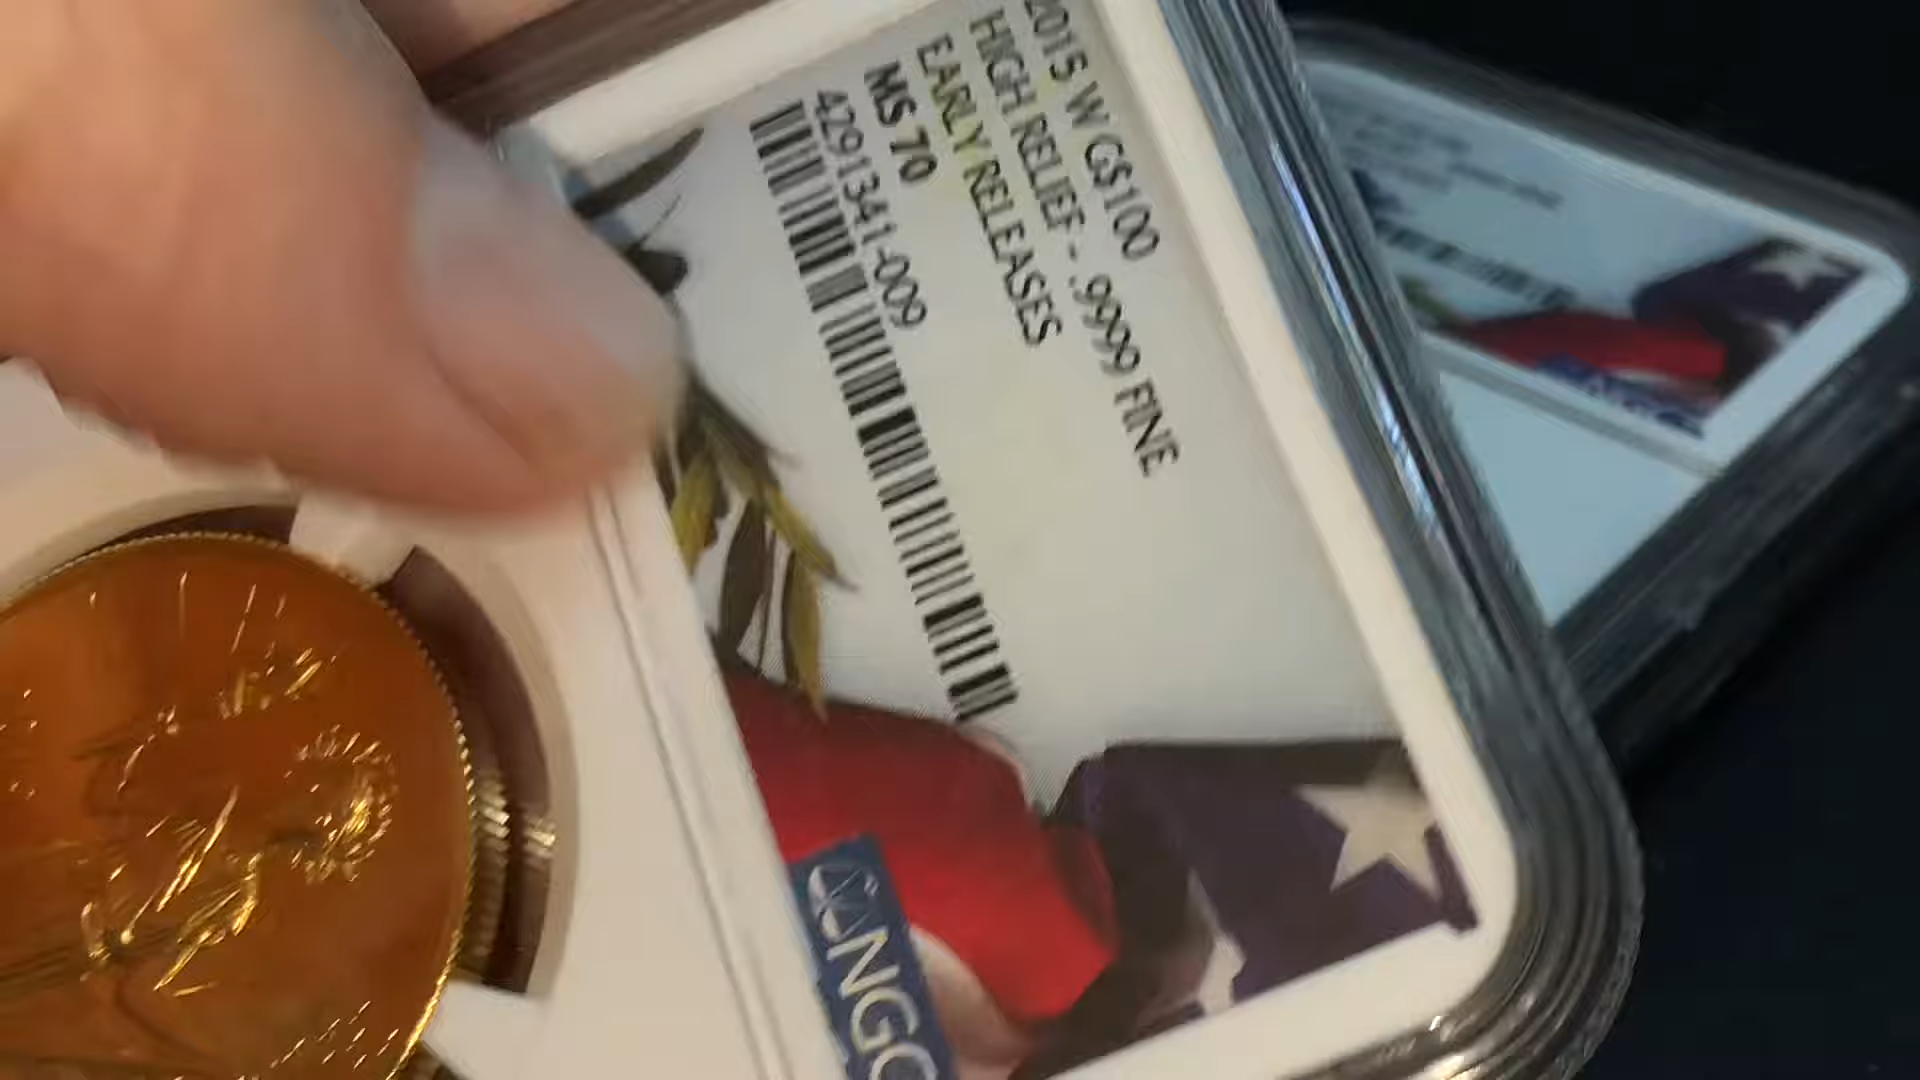 2015 W G$100
HIGH RELIEF - .9999 FINE
EARLY RELEASES
MS 70
4291341-009
NGC